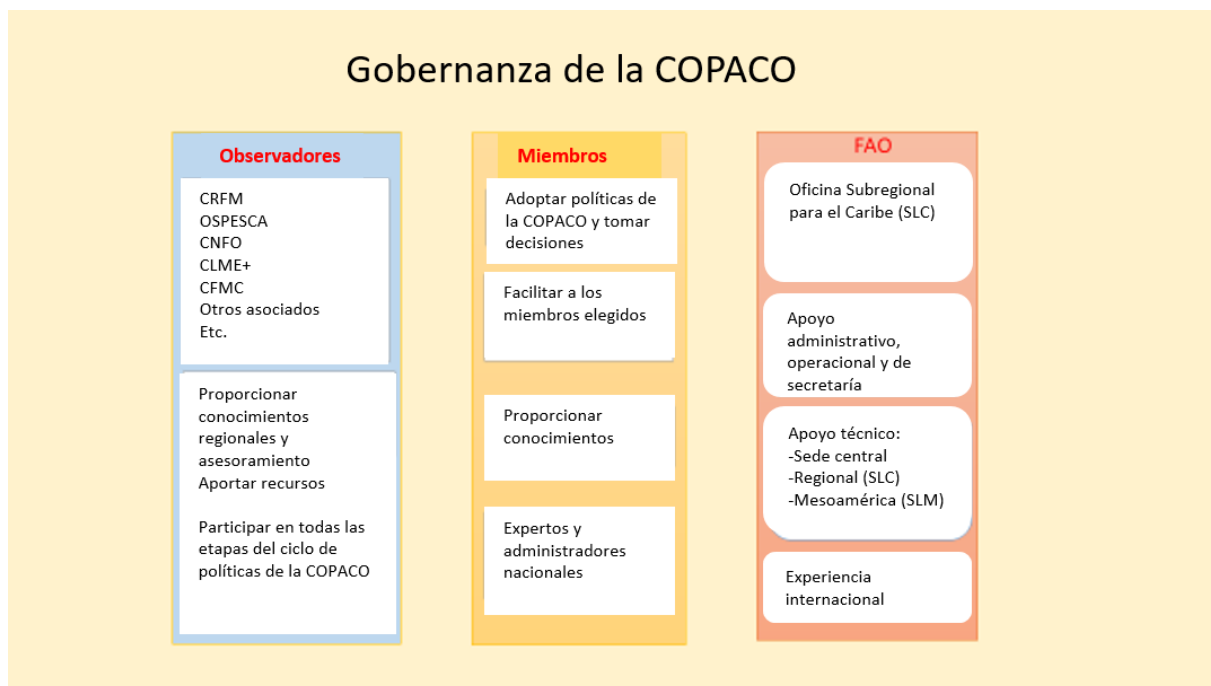 Gobernanza de la COPACO
Observadores
CRFM
OSPESCA
CNFO
CLME+
CFMC
Otros asociados
Etc.
Proporcionar
conocimientos
regionales y
asesoramiento
Aportar recursos
Participar en todas las
etapas del ciclo de
políticas de la COPACO
Miembros
Adoptar políticas de
la COPACO y tomar
decisiones
Facilitar a los
miembros elegidos
Proporcionar
conocimientos
Expertos y
administradores
nacionales
FAO
Oficina Subregional
para el Caribe (SLC)
Apoyo
administrativo,
operacional y de
secretaría
Apoyo técnico:
-Sede central
-Regional (SLC)
-Mesoamérica (SLM)
Experiencia
internacional